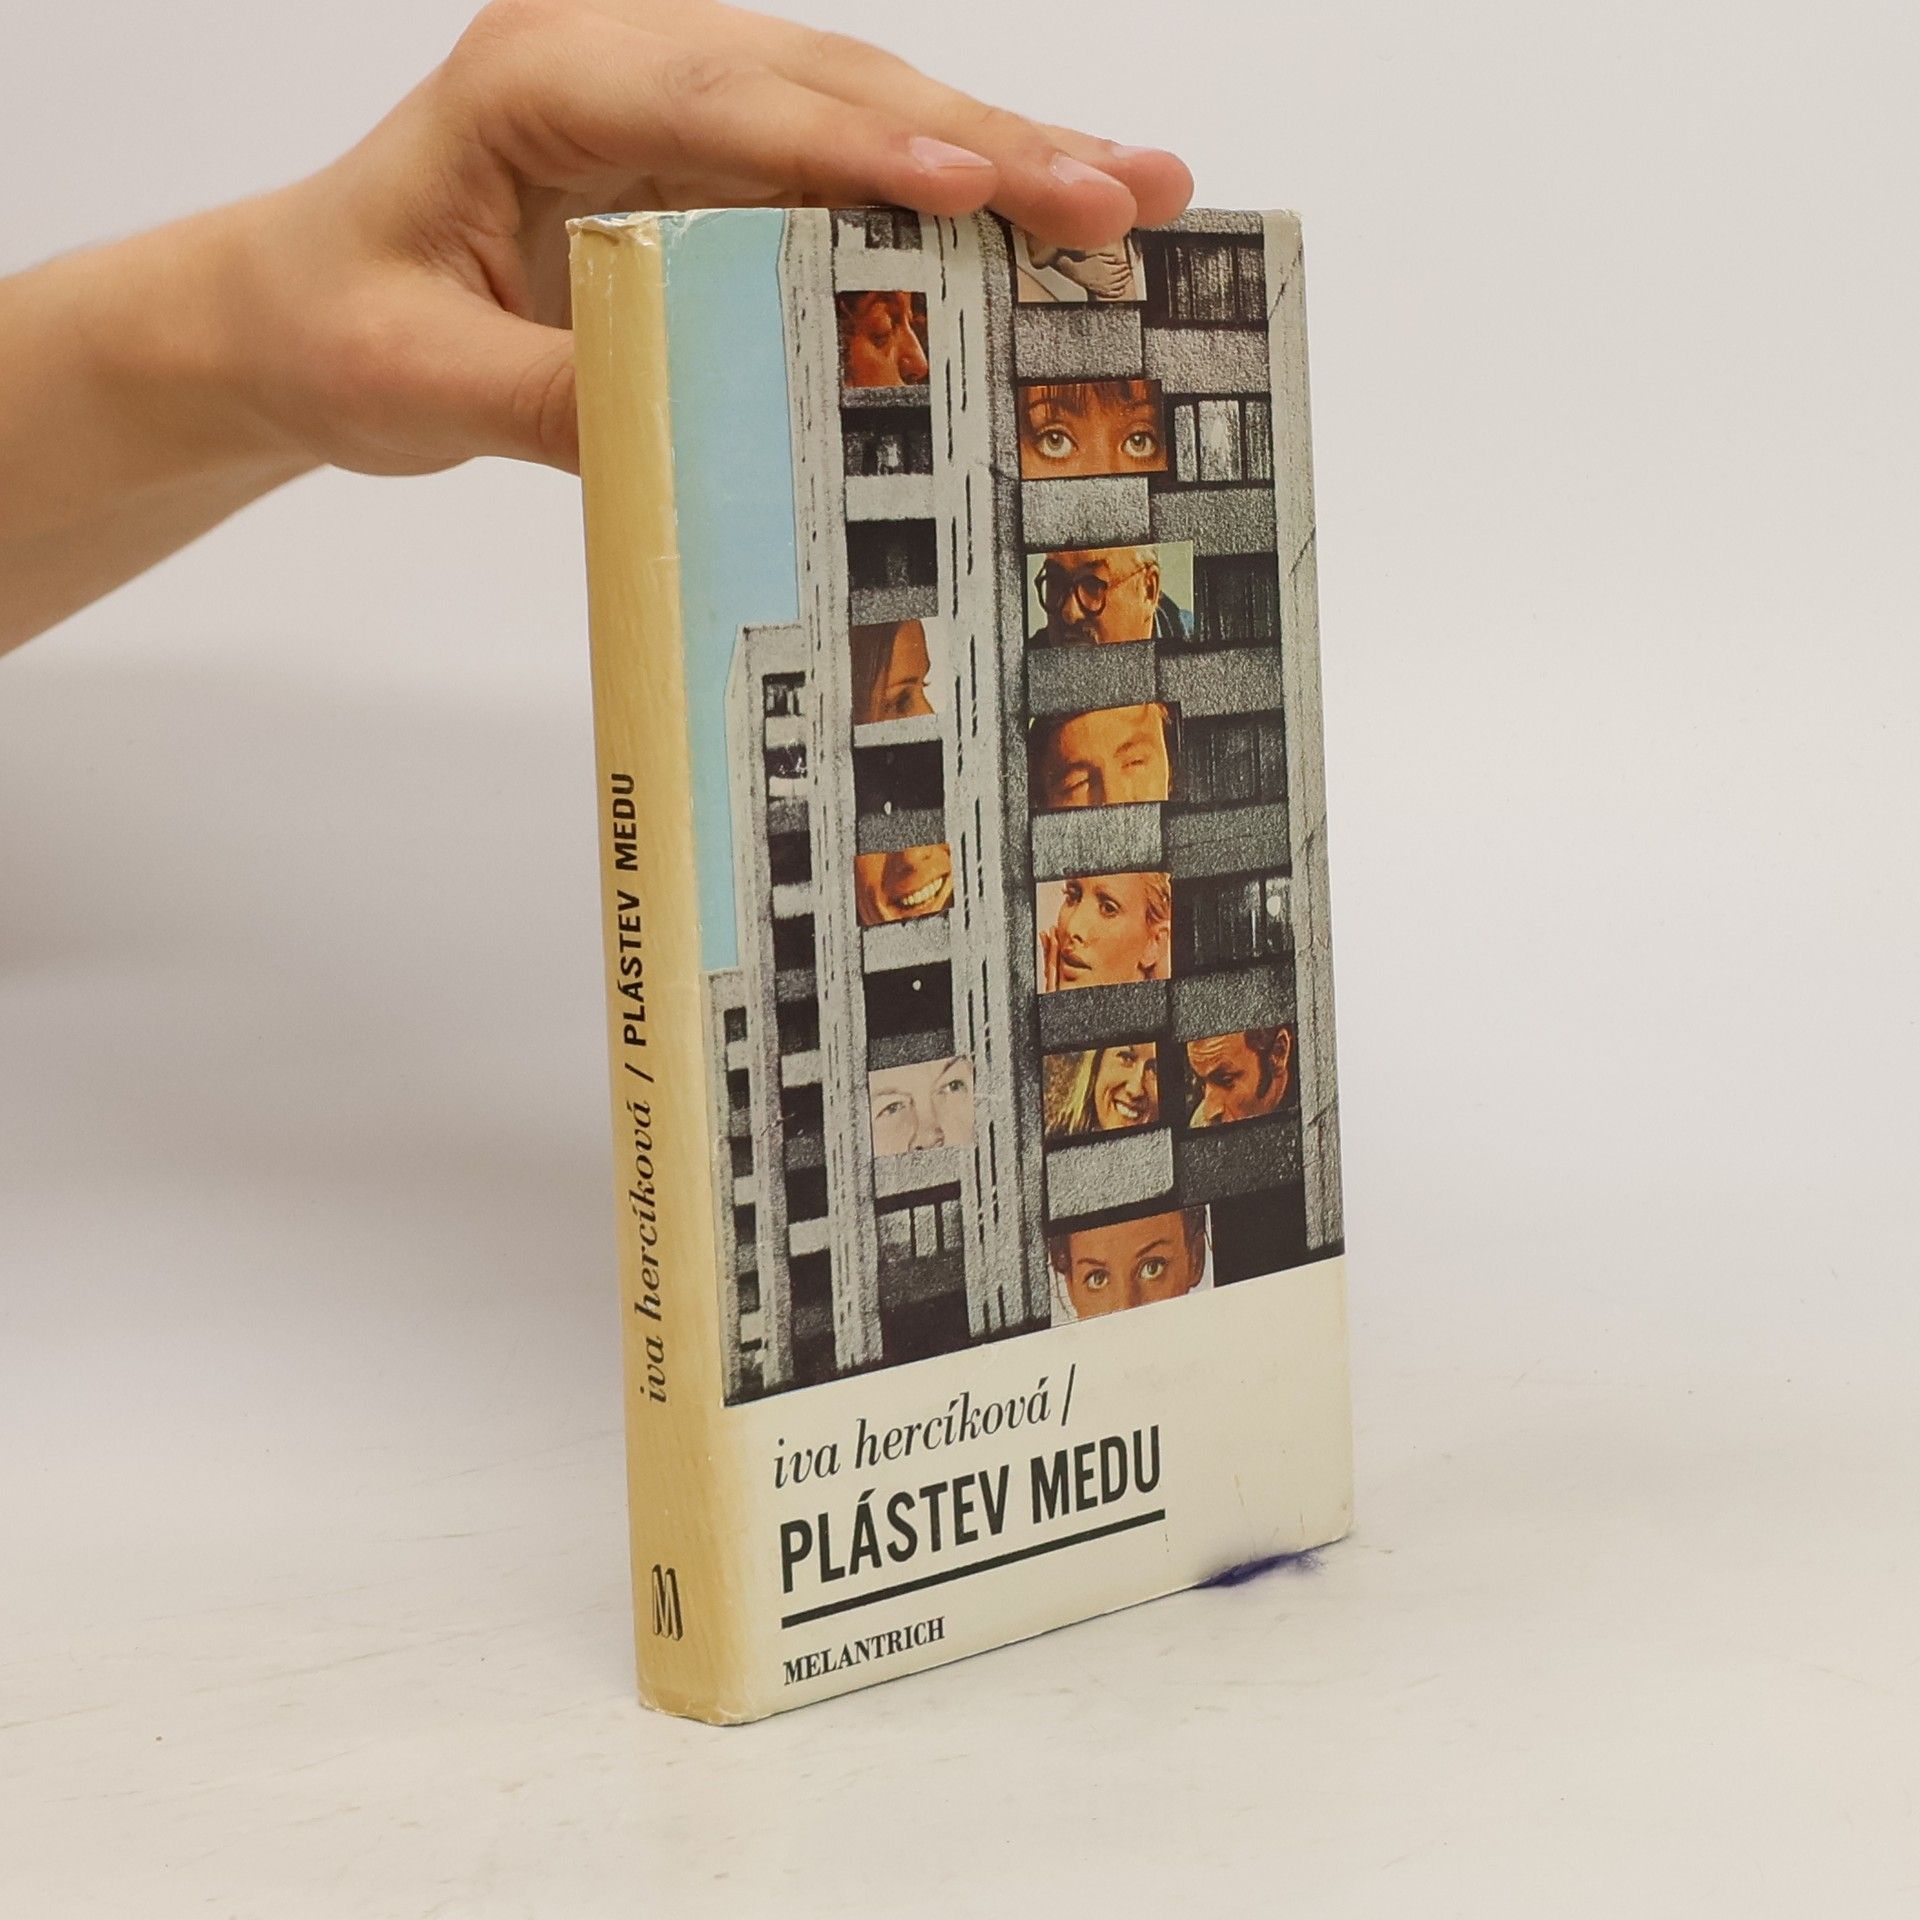 iva hercíková / PLÁSTEV MEDU
M
iva hercíková /
PLÁSTEV MEDU
MELANTRICH